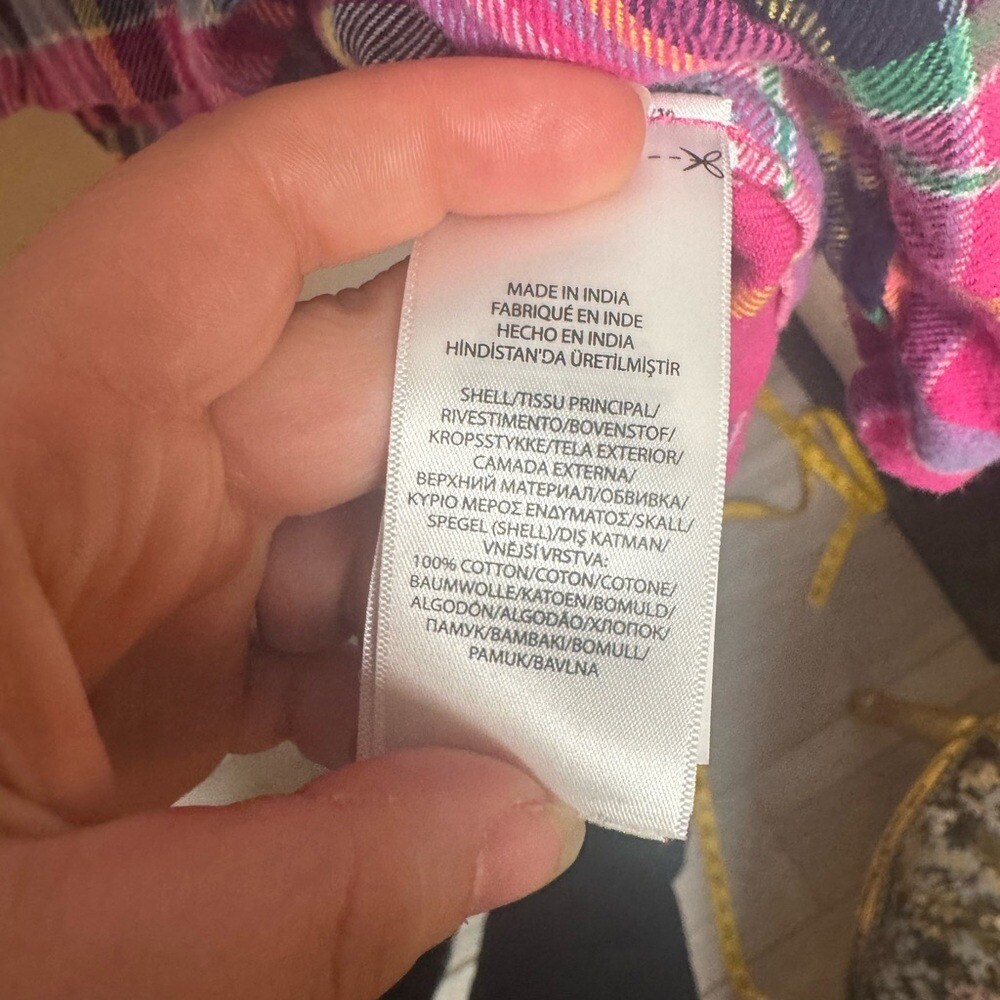 MADE IN INDIA
FABRIQUÉ EN INDE
HECHO EN INDIA
HİNDİSTAN'DA ÜRETİLMİŞTİR
SHELL/TISSU PRINCIPAL/
RIVESTIMENTO/BOVENSTOF/
KROPSSTYKKE/TELA EXTERIOR/
CAMADA EXTERNA/
ВЕРХНИЙ МАТЕРИАЛ/ОБВИВКА/
ΚΥΡΙΟ ΜΕΡΟΣ ΕΝΔΥΜΑΤΟΣ/SKALL/
SPEGEL (SHELL)/DIŞ KATMAN/
VNĚJŠÍ VRSTVA:
100% COTTON/COTON/COTONE/
BAUMWOLLE/KATOEN/BOMULD/
ALGODÓN/ALGODÃO/ХЛОПОК/
ПАМУК/ΒΑΜΒΑΚΙ/BOMULL/
PAMUK/BAVLNA